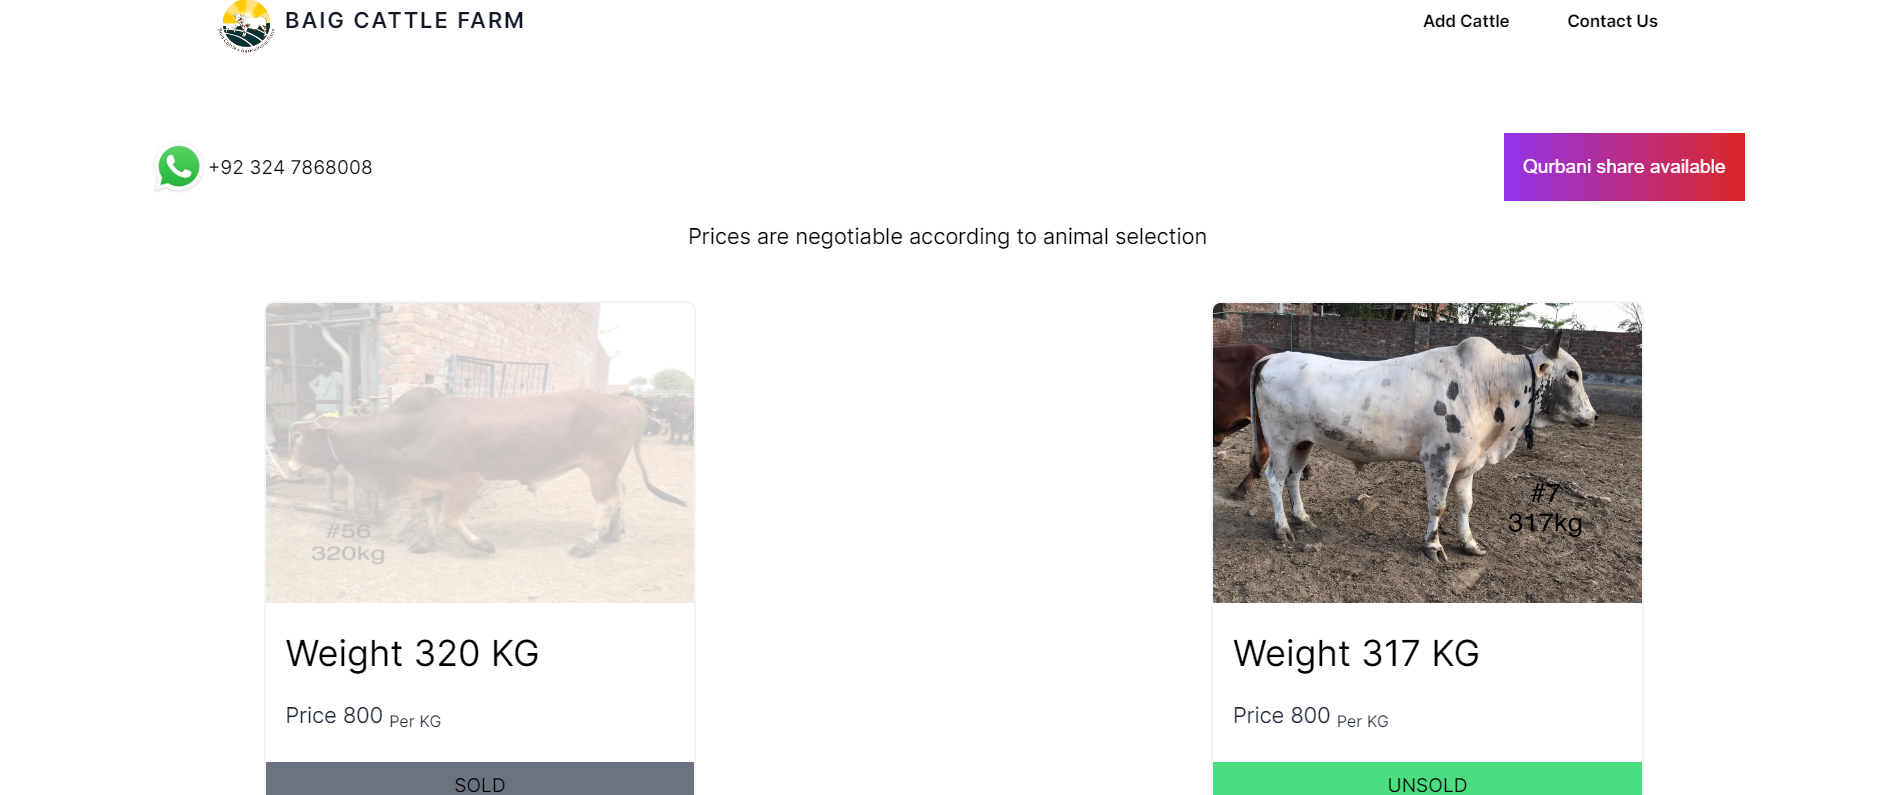 BAIG CATTLE FARM
Add Cattle
Contact Us
+92 324 7868008
Qurbani share available
Prices are negotiable according to animal selection
#56
320kg
Weight 320 KG
Price 800 Per KG
SOLD
#7
317kg
Weight 317 KG
Price 800 Per KG
UNSOLD